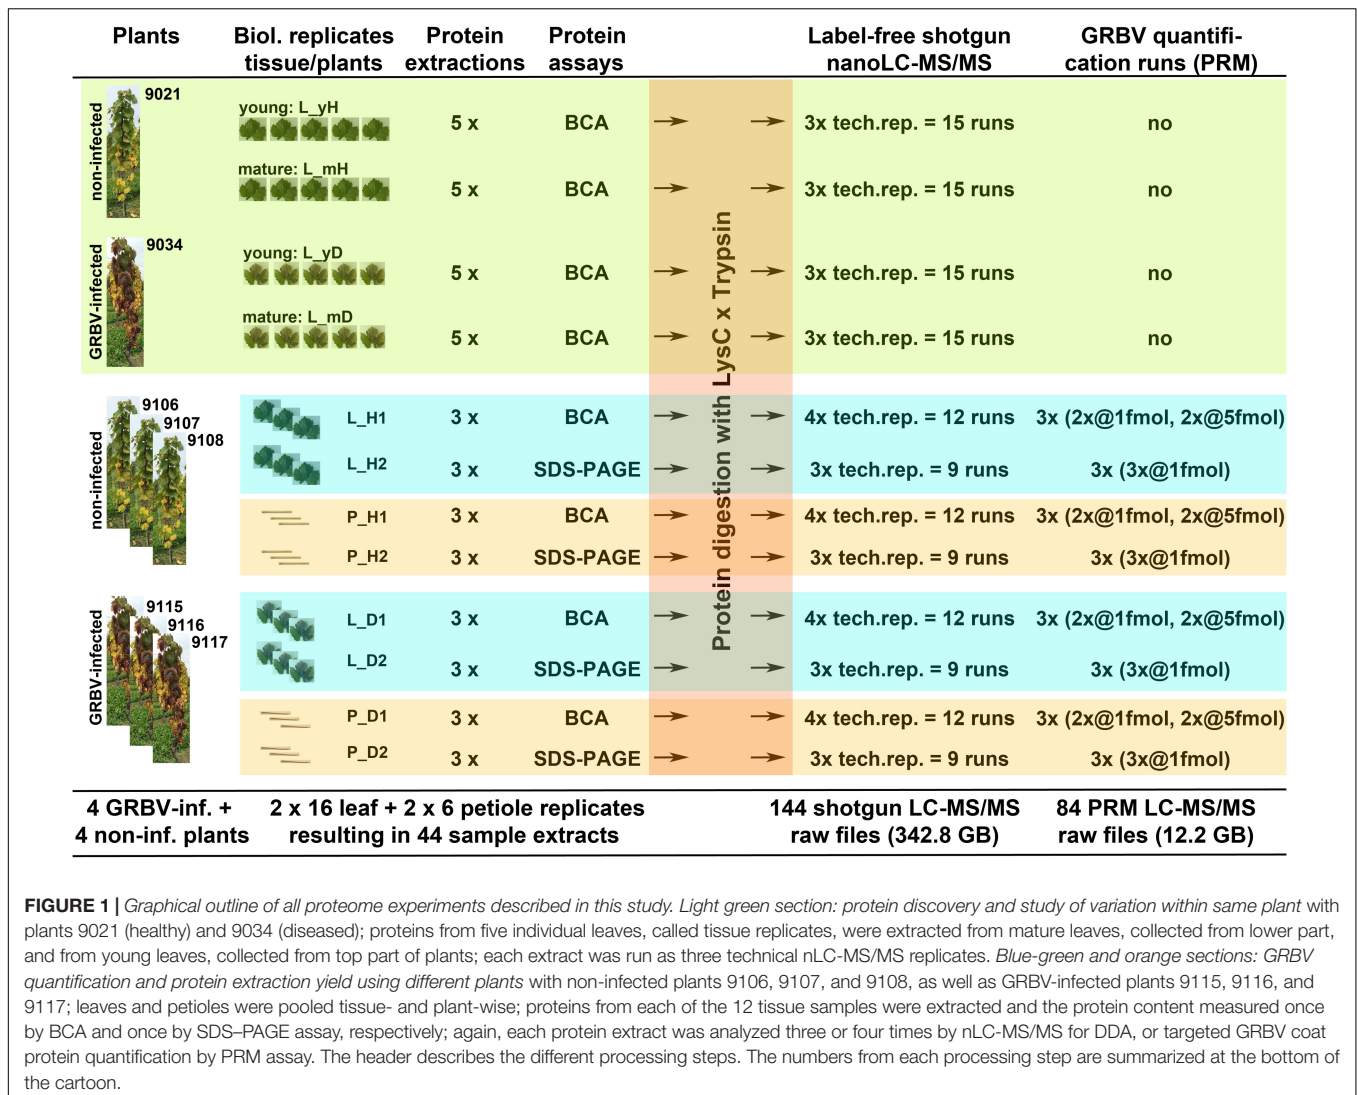 Plants
Biol. replicates
tissue/plants
Protein
extractions
Protein
assays
Label-free shotgun
nanoLC-MS/MS
GRBV quantifi-
cation runs (PRM)
non-infected
9021
young: L_yH
5 x
BCA
3x tech.rep. = 15 runs
no
mature: L_mH
5 x
BCA
3x tech.rep. = 15 runs
no
GRBV-infected
9034
young: L_yD
5 x
BCA
3x tech.rep. = 15 runs
no
mature: L_mD
5 x
BCA
3x tech.rep. = 15 runs
no
Protein digestion with LysC x Trypsin
non-infected
9106
9107
9108
L_H1
3 x
BCA
4x tech.rep. = 12 runs
3x (2x@1fmol, 2x@5fmol)
L_H2
3 x
SDS-PAGE
3x tech.rep. = 9 runs
3x (3x@1fmol)
P_H1
3 x
BCA
4x tech.rep. = 12 runs
3x (2x@1fmol, 2x@5fmol)
P_H2
3 x
SDS-PAGE
3x tech.rep. = 9 runs
3x (3x@1fmol)
GRBV-infected
9115
9116
9117
L_D1
3 x
BCA
4x tech.rep. = 12 runs
3x (2x@1fmol, 2x@5fmol)
L_D2
3 x
SDS-PAGE
3x tech.rep. = 9 runs
3x (3x@1fmol)
P_D1
3 x
BCA
4x tech.rep. = 12 runs
3x (2x@1fmol, 2x@5fmol)
P_D2
3 x
SDS-PAGE
3x tech.rep. = 9 runs
3x (3x@1fmol)
4 GRBV-inf. +
4 non-inf. plants
2 x 16 leaf + 2 x 6 petiole replicates
resulting in 44 sample extracts
144 shotgun LC-MS/MS
raw files (342.8 GB)
84 PRM LC-MS/MS
raw files (12.2 GB)
FIGURE 1 | Graphical outline of all proteome experiments described in this study. Light green section: protein discovery and study of variation within same plant with
plants 9021 (healthy) and 9034 (diseased); proteins from five individual leaves, called tissue replicates, were extracted from mature leaves, collected from lower part,
and from young leaves, collected from top part of plants; each extract was run as three technical nLC-MS/MS replicates. Blue-green and orange sections: GRBV
quantification and protein extraction yield using different plants with non-infected plants 9106, 9107, and 9108, as well as GRBV-infected plants 9115, 9116, and
9117; leaves and petioles were pooled tissue- and plant-wise; proteins from each of the 12 tissue samples were extracted and the protein content measured once
by BCA and once by SDS–PAGE assay, respectively; again, each protein extract was analyzed three or four times by nLC-MS/MS for DDA, or targeted GRBV coat
protein quantification by PRM assay. The header describes the different processing steps. The numbers from each processing step are summarized at the bottom of
the cartoon.